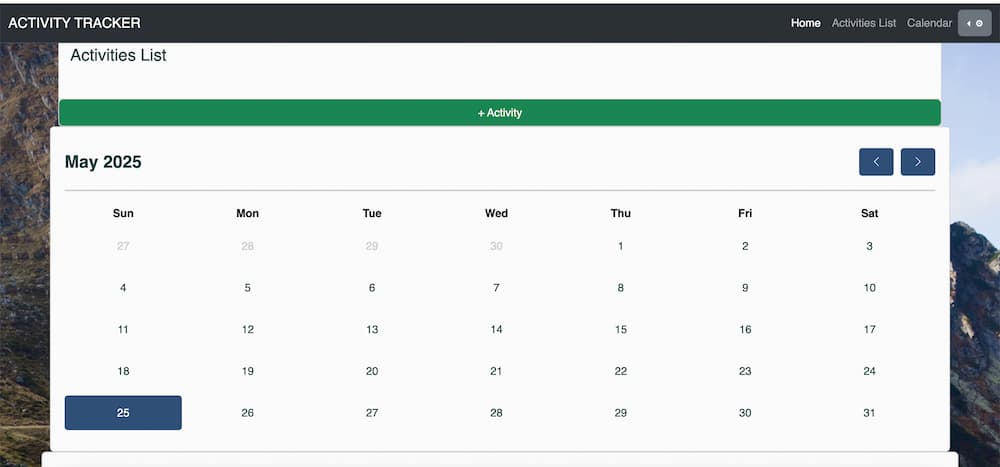 ACTIVITY TRACKER Home Activities List Calendar
Activities List
+ Activity
May 2025
Sun Mon Tue Wed Thu Fri Sat
27 28 29 30 1 2 3
4 5 6 7 8 9 10
11 12 13 14 15 16 17
18 19 20 21 22 23 24
25 26 27 28 29 30 31